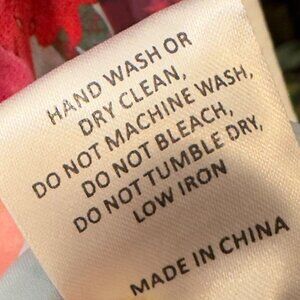 HAND WASH OR
DRY CLEAN,
DO NOT MACHINE WASH,
DO NOT BLEACH,
DO NOT TUMBLE DRY,
LOW IRON
MADE IN CHINA